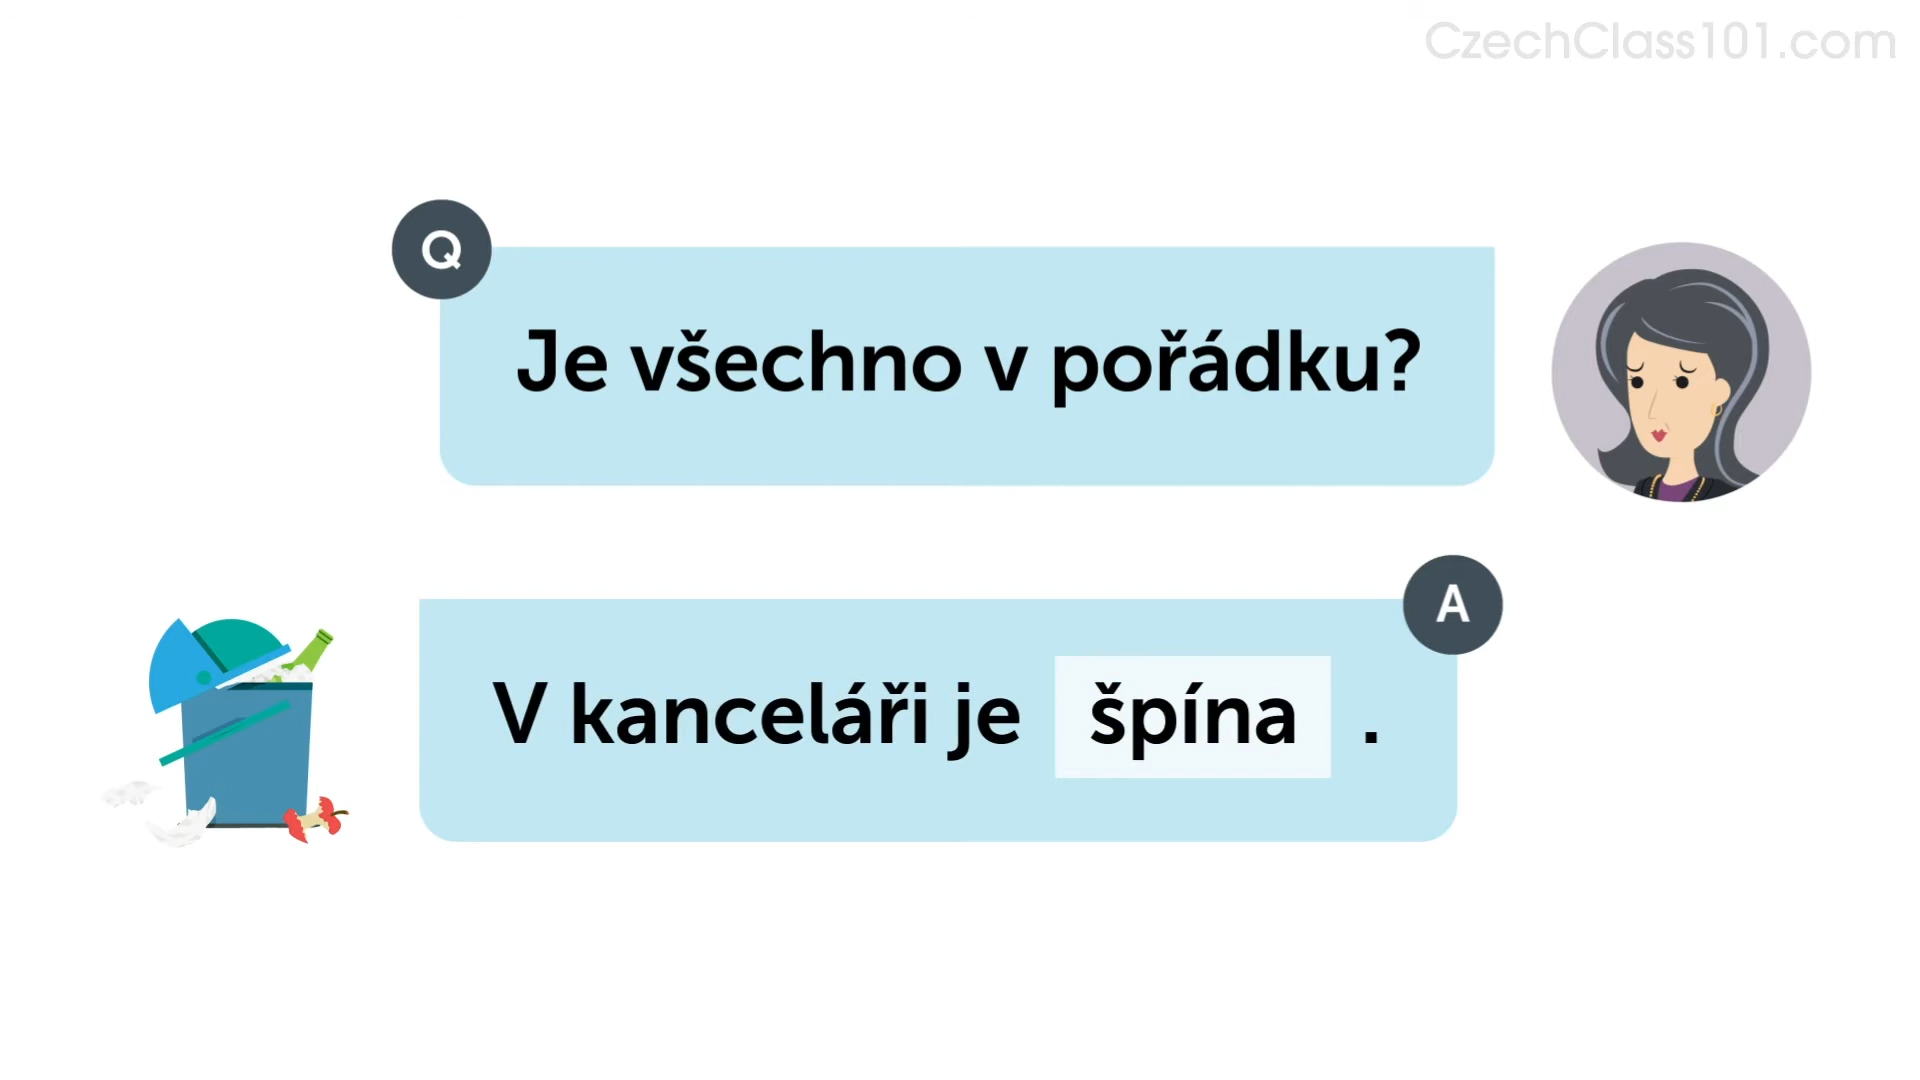 CzechClass101.com
Q
Je všechno v pořádku?
A
V kanceláři je špína .